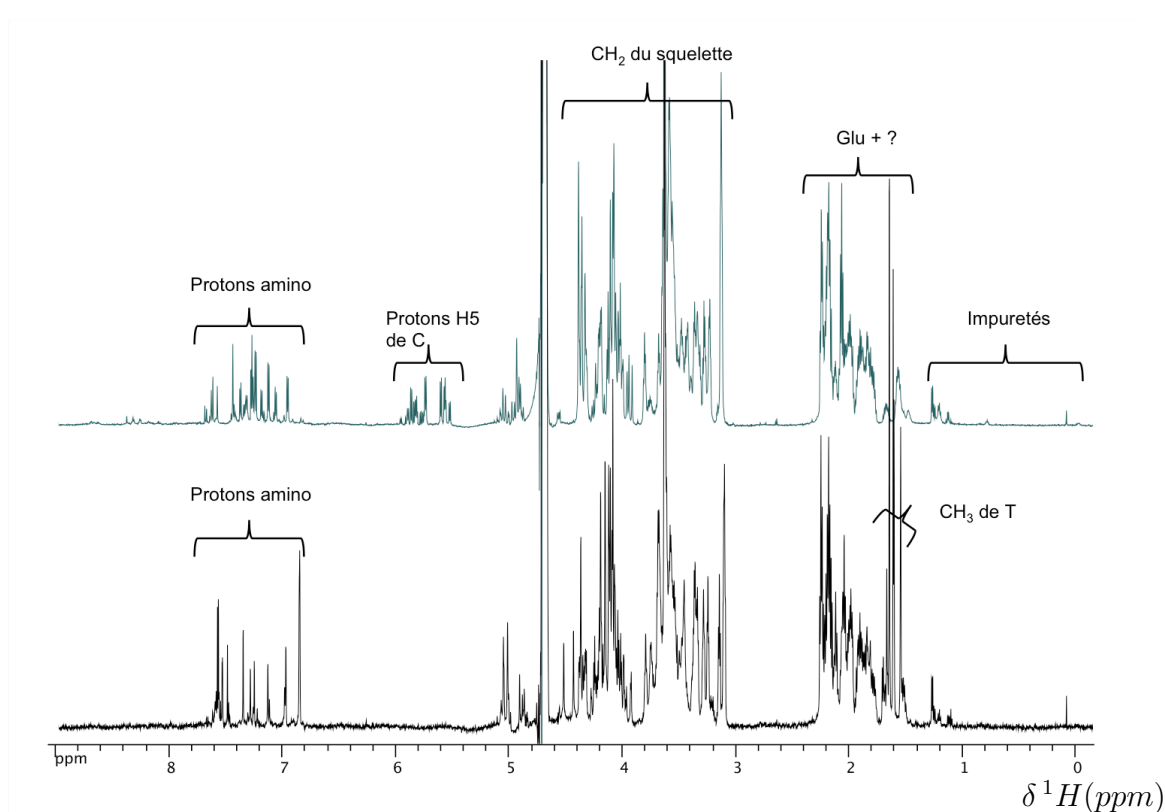 CH₂ du squelette
Glu + ?
Protons amino
Protons H5
de C
Impuretés
Protons amino
CH₃ de T
ppm 8 7 6 5 4 3 2 1 0
δ ¹H(ppm)